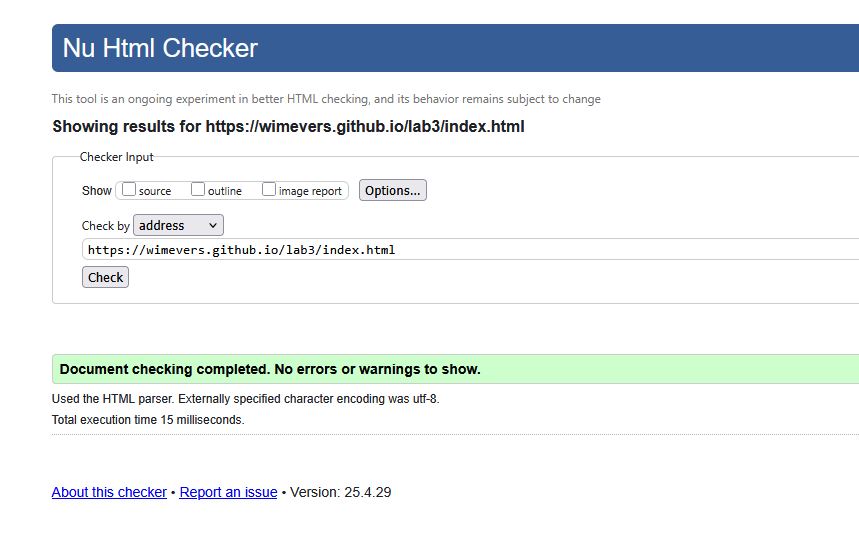 Nu Html Checker
This tool is an ongoing experiment in better HTML checking, and its behavior remains subject to change
Showing results for https://wimevers.github.io/lab3/index.html
Checker Input
Show source outline image report Options...
Check by address
https://wimevers.github.io/lab3/index.html
Check
Document checking completed. No errors or warnings to show.
Used the HTML parser. Externally specified character encoding was utf-8.
Total execution time 15 milliseconds.
About this checker • Report an issue • Version: 25.4.29